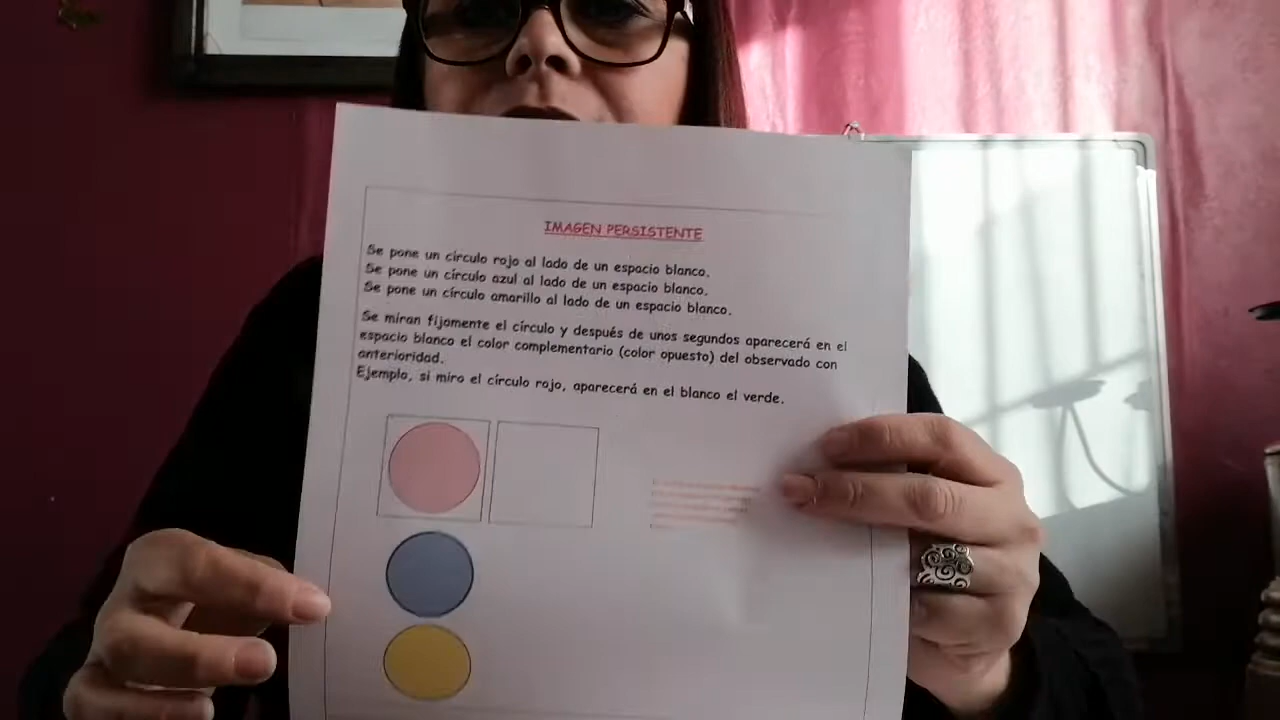 IMAGEN PERSISTENTE
Se pone un círculo rojo al lado de un espacio blanco.
Se pone un círculo azul al lado de un espacio blanco.
Se pone un círculo amarillo al lado de un espacio blanco.
Se miran fijamente el círculo y después de unos segundos aparecerá en el
espacio blanco el color complementario (color opuesto) del observado con
anterioridad.
Ejemplo, si miro el círculo rojo, aparecerá en el blanco el verde.